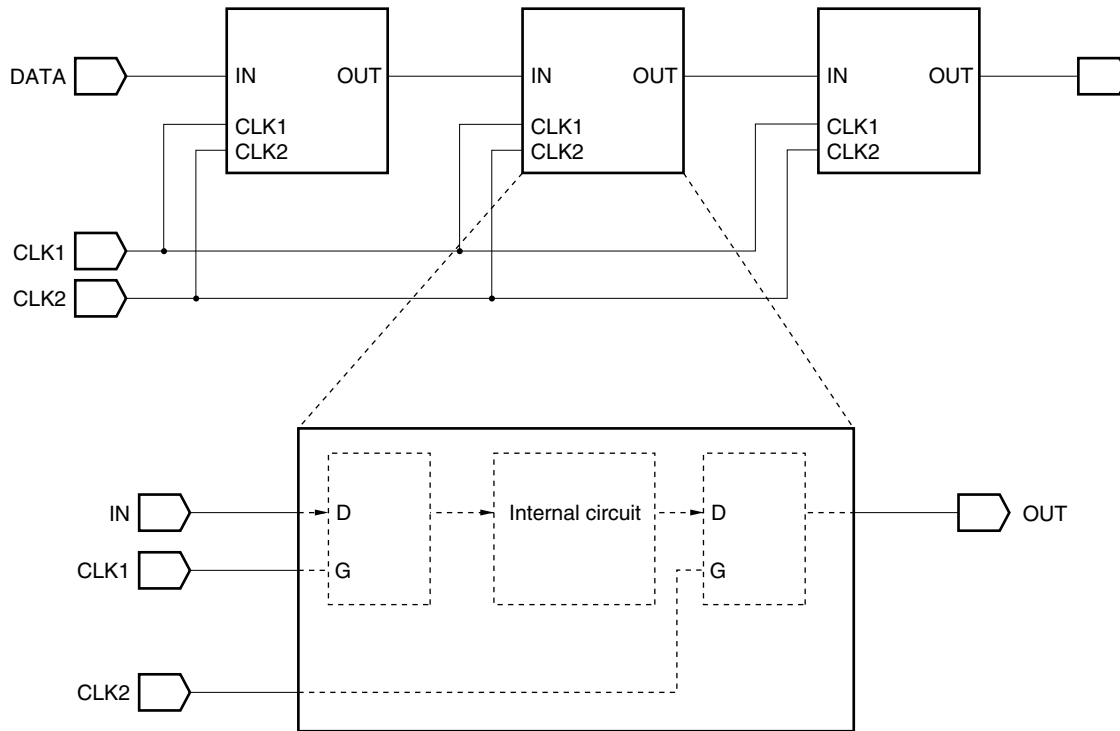 DATA
IN OUT
CLK1
CLK2
IN OUT
CLK1
CLK2
IN OUT
CLK1
CLK2
CLK1
CLK2
IN
CLK1
CLK2
D
G
Internal circuit
D
G
OUT